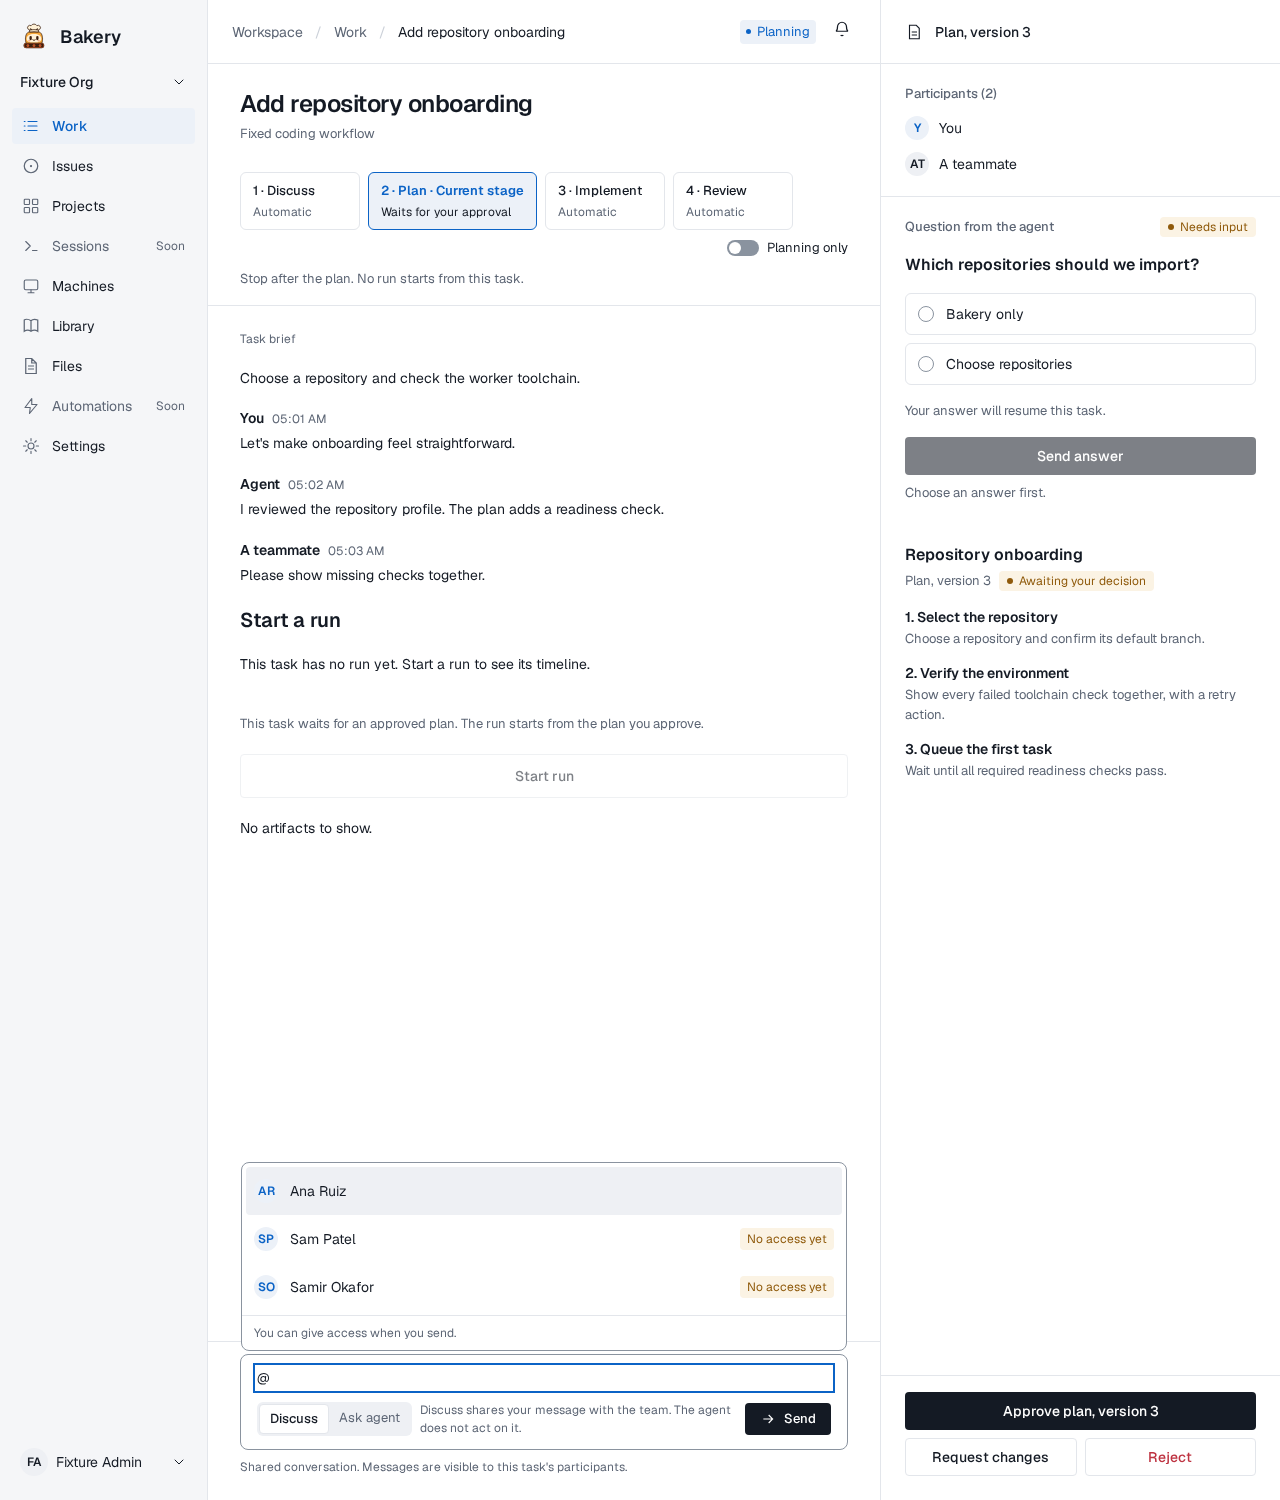 Bakery
Fixture Org
Work
Issues
Projects
Sessions Soon
Machines
Library
Files
Automations Soon
Settings
FA Fixture Admin
Workspace / Work / Add repository onboarding
Planning
Add repository onboarding
Fixed coding workflow
1 · Discuss
Automatic
2 · Plan · Current stage
Waits for your approval
3 · Implement
Automatic
4 · Review
Automatic
Planning only
Stop after the plan. No run starts from this task.
Task brief
Choose a repository and check the worker toolchain.
You 05:01 AM
Let's make onboarding feel straightforward.
Agent 05:02 AM
I reviewed the repository profile. The plan adds a readiness check.
A teammate 05:03 AM
Please show missing checks together.
Start a run
This task has no run yet. Start a run to see its timeline.
This task waits for an approved plan. The run starts from the plan you approve.
Start run
No artifacts to show.
AR Ana Ruiz
SP Sam Patel No access yet
SO Samir Okafor No access yet
You can give access when you send.
@
Discuss Ask agent
Discuss shares your message with the team. The agent
does not act on it.
Send
Shared conversation. Messages are visible to this task's participants.
Plan, version 3
Participants (2)
Y You
AT A teammate
Question from the agent Needs input
Which repositories should we import?
Bakery only
Choose repositories
Your answer will resume this task.
Send answer
Choose an answer first.
Repository onboarding
Plan, version 3 Awaiting your decision
1. Select the repository
Choose a repository and confirm its default branch.
2. Verify the environment
Show every failed toolchain check together, with a retry
action.
3. Queue the first task
Wait until all required readiness checks pass.
Approve plan, version 3
Request changes Reject